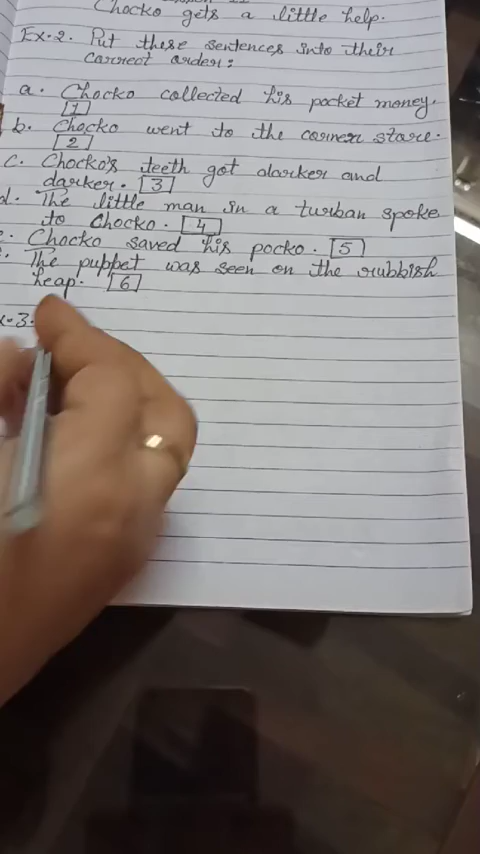 Chocko gets a little help.
Ex.2. Put these sentences into their
correct order:
a. Chocko collected his pocket money.
1
b. Chocko went to the corner store.
2
c. Chocko's teeth got darker and
darker. 3
d. The little man in a turban spoke
to Chocko. 4
e. Chocko saved his pocko. 5
The puppet was seen on the rubbish
heap. 6
x.3.